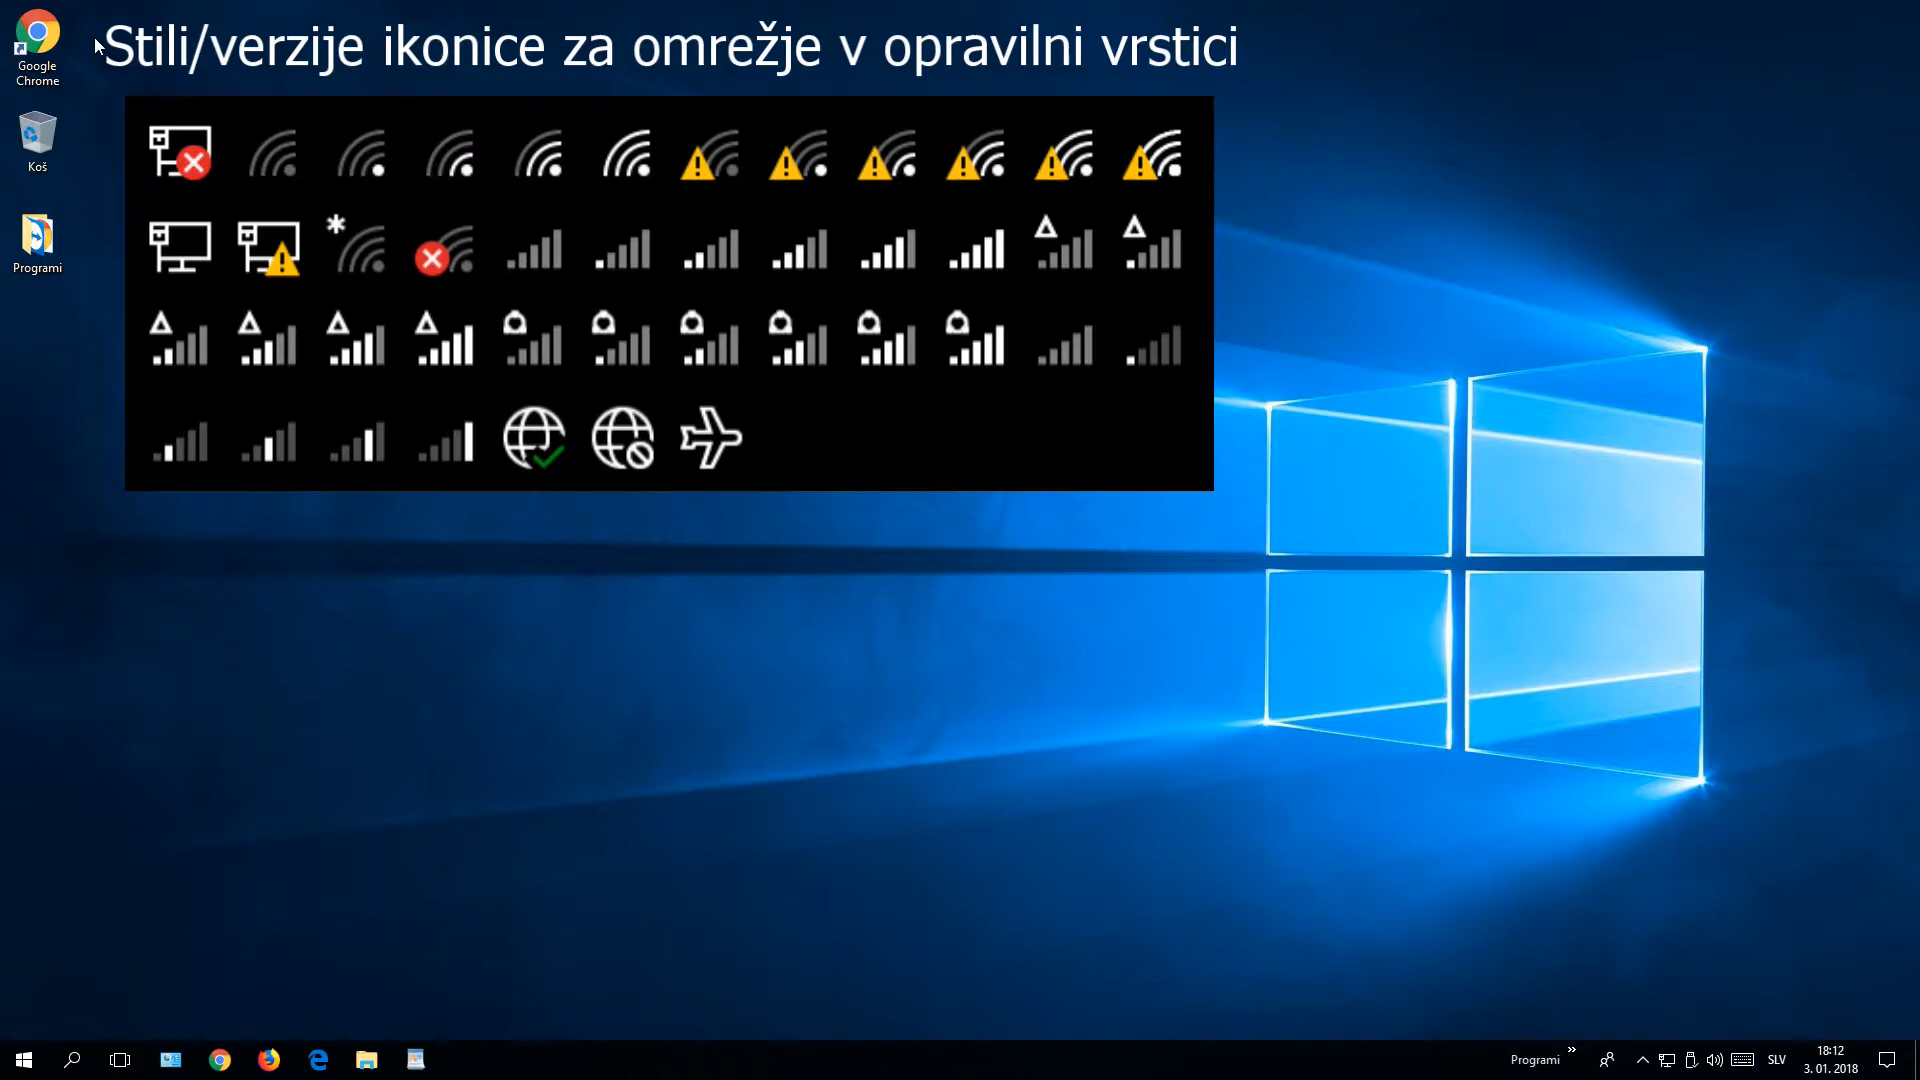 Stili/verzije ikonice za omrežje v opravilni vrstici
Google
Chrome
Koš
Programi
Programi
SLV
18:12
3. 01. 2018